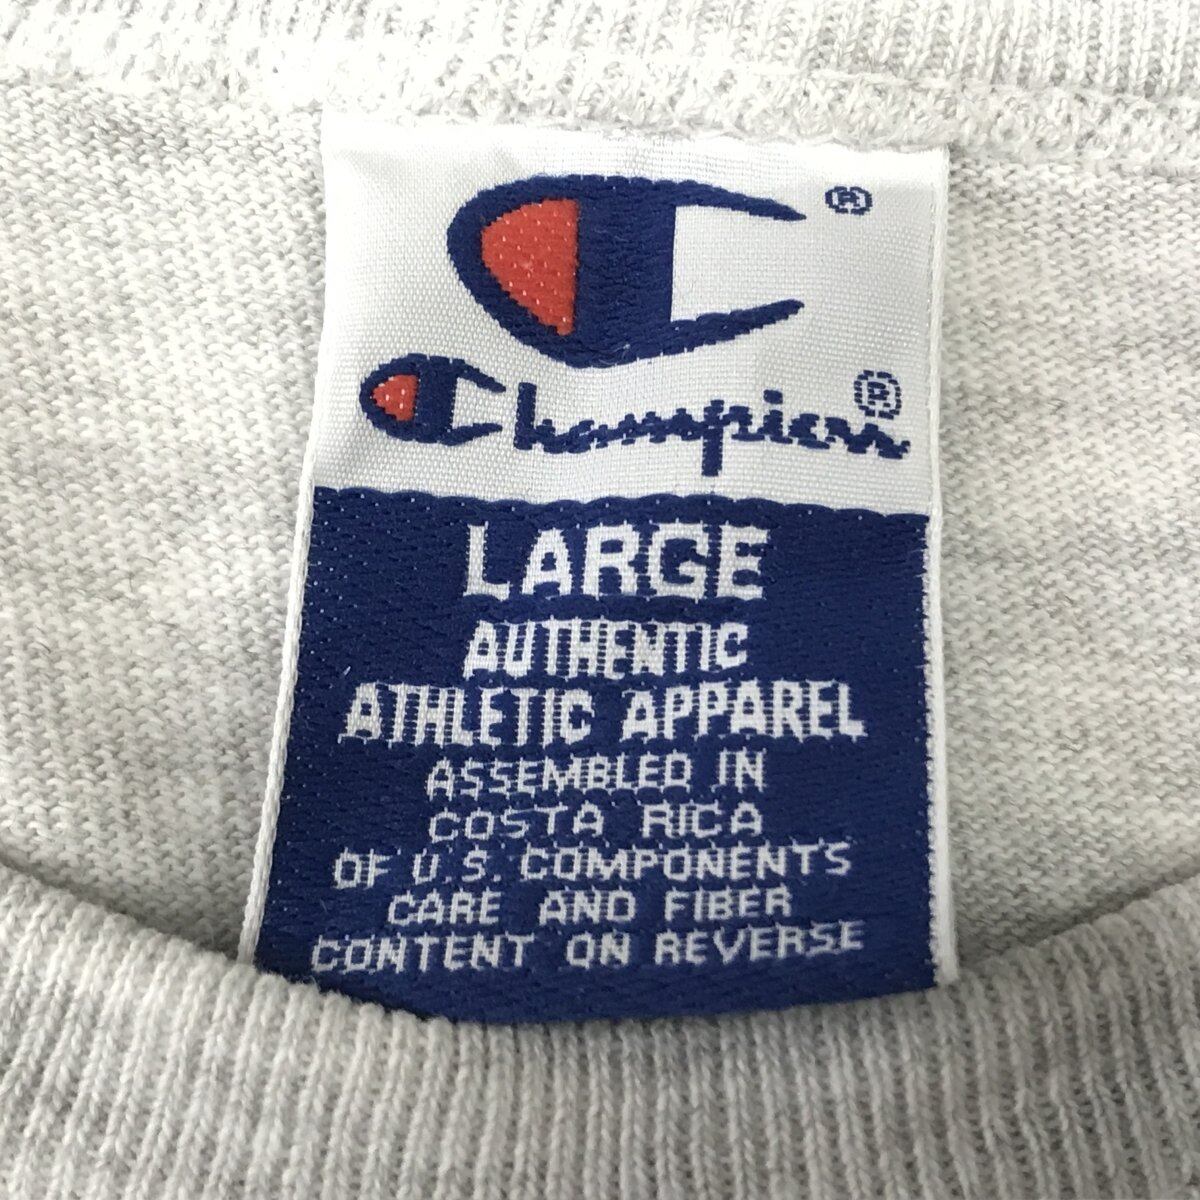 ®
Champion®
LARGE
AUTHENTIC
ATHLETIC APPAREL
ASSEMBLED IN
COSTA RICA
OF U.S. COMPONENTS
CARE AND FIBER
CONTENT ON REVERSE